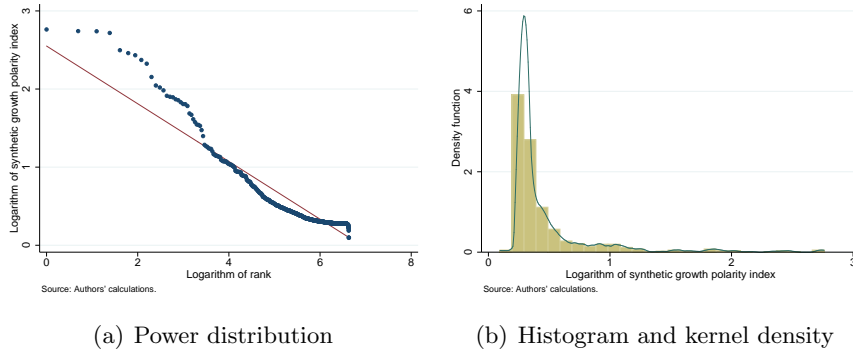 Logarithm of synthetic growth polarity index
3
2
1
0
0 2 4 6 8
Logarithm of rank
Source: Authors' calculations.
(a) Power distribution
Density function
6
4
2
0
0 1 2 3
Logarithm of synthetic growth polarity index
Source: Authors' calculations.
(b) Histogram and kernel density